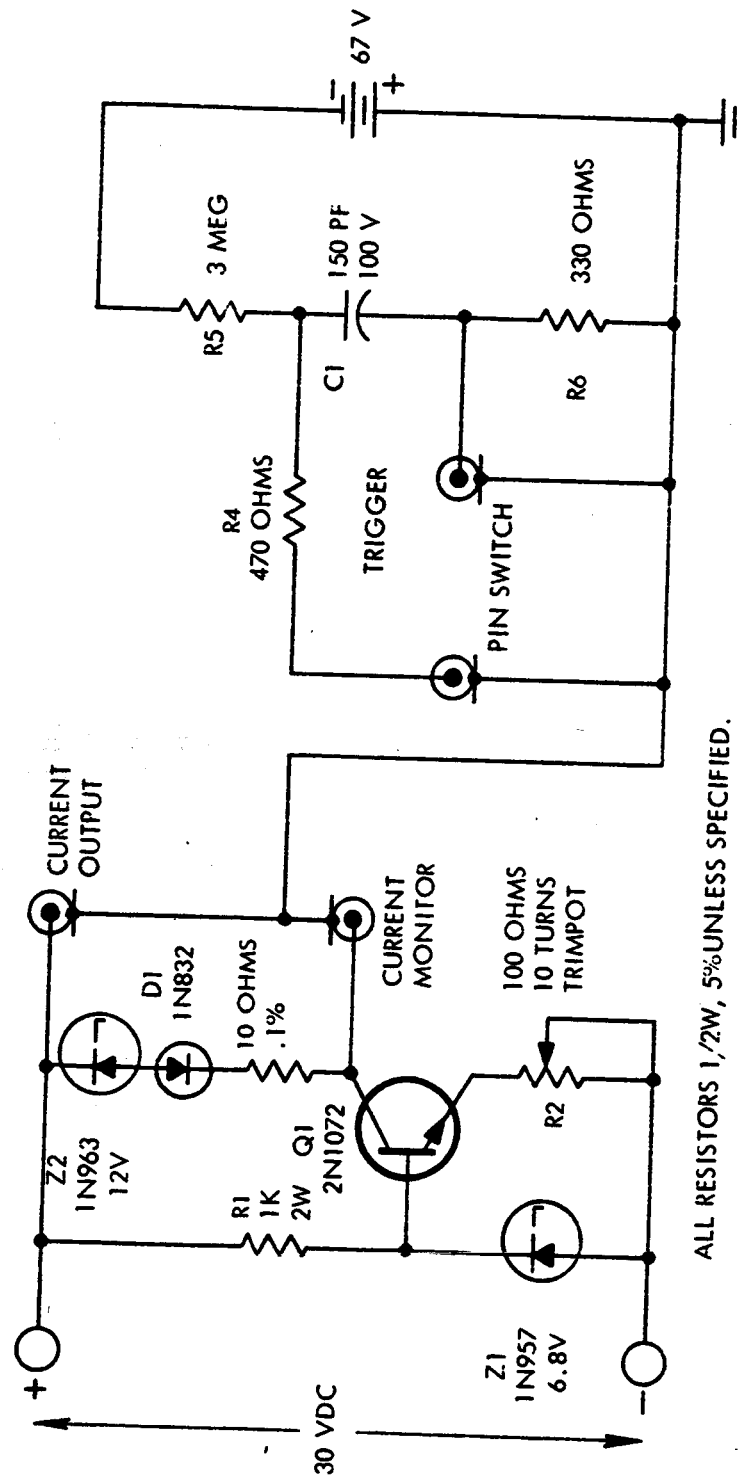 30 VDC
+
−
Z2
1N963
12V
R1
1K
2W
Z1
1N957
6.8V
D1
1N832
10 OHMS
.1%
Q1
2N1072
R2
100 OHMS
10 TURNS
TRIMPOT
CURRENT
OUTPUT
CURRENT
MONITOR
R4
470 OHMS
TRIGGER
PIN SWITCH
R5
3 MEG
C1
150 PF
100 V
R6
330 OHMS
−
+
67 V
ALL RESISTORS 1/2W, 5% UNLESS SPECIFIED.